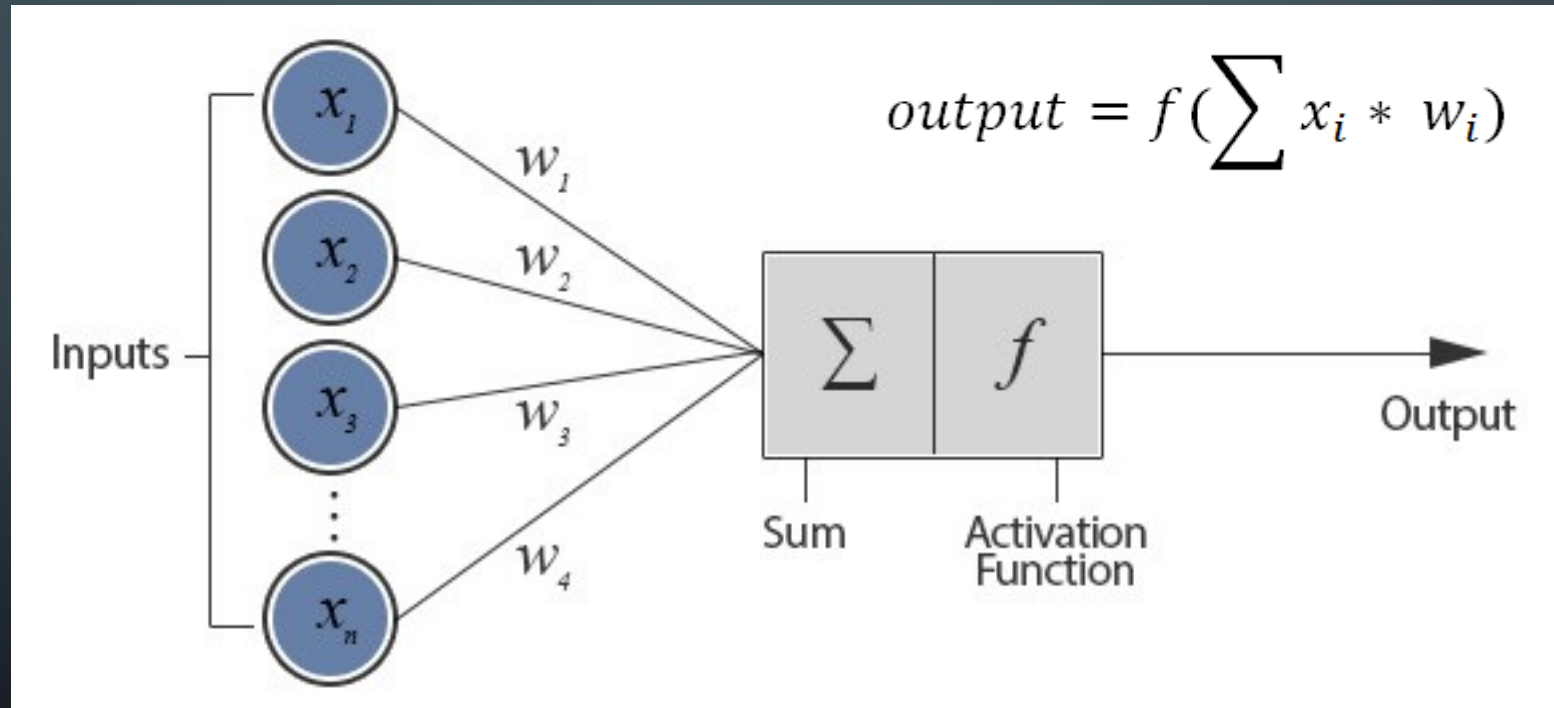 output = f(∑ xᵢ * wᵢ)
x₁
w₁
x₂
w₂
Inputs
x₃
w₃
∑ f
Output
Sum
Activation
Function
w₄
xₙ